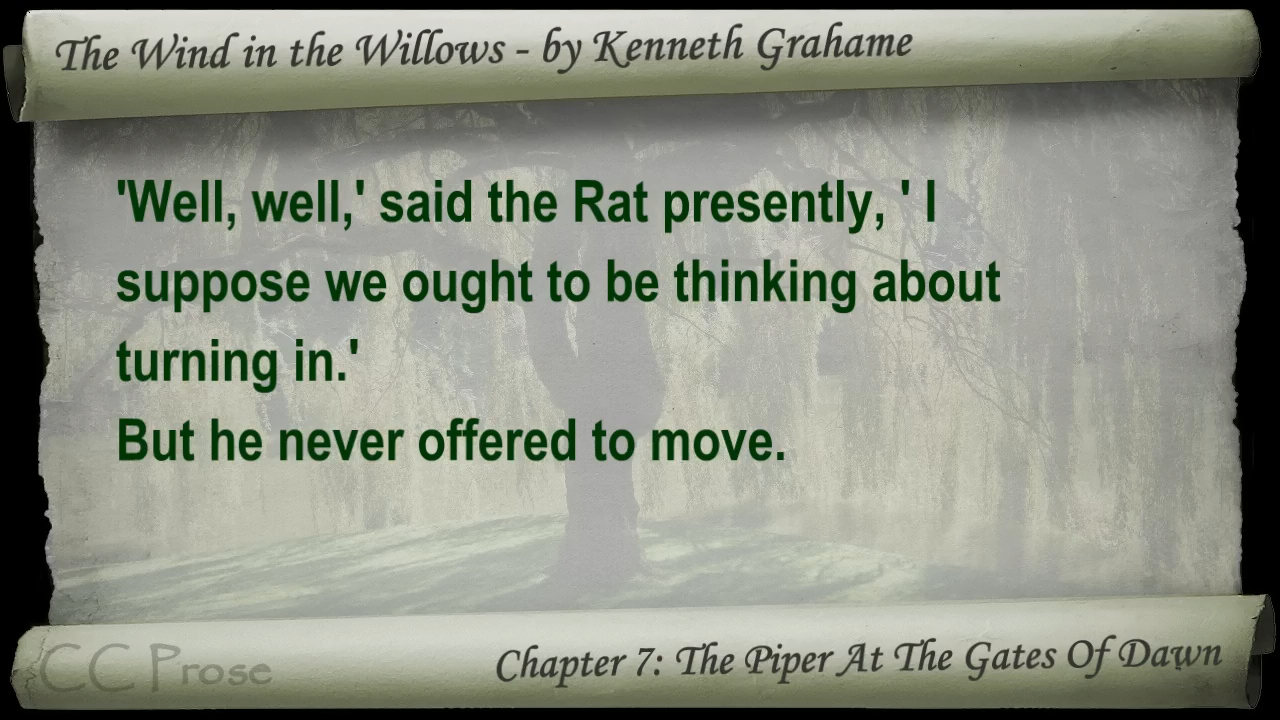 The Wind in the Willows - by Kenneth Grahame
'Well, well,' said the Rat presently, ' I
suppose we ought to be thinking about
turning in.'
But he never offered to move.
CC Prose
Chapter 7: The Piper At The Gates Of Dawn